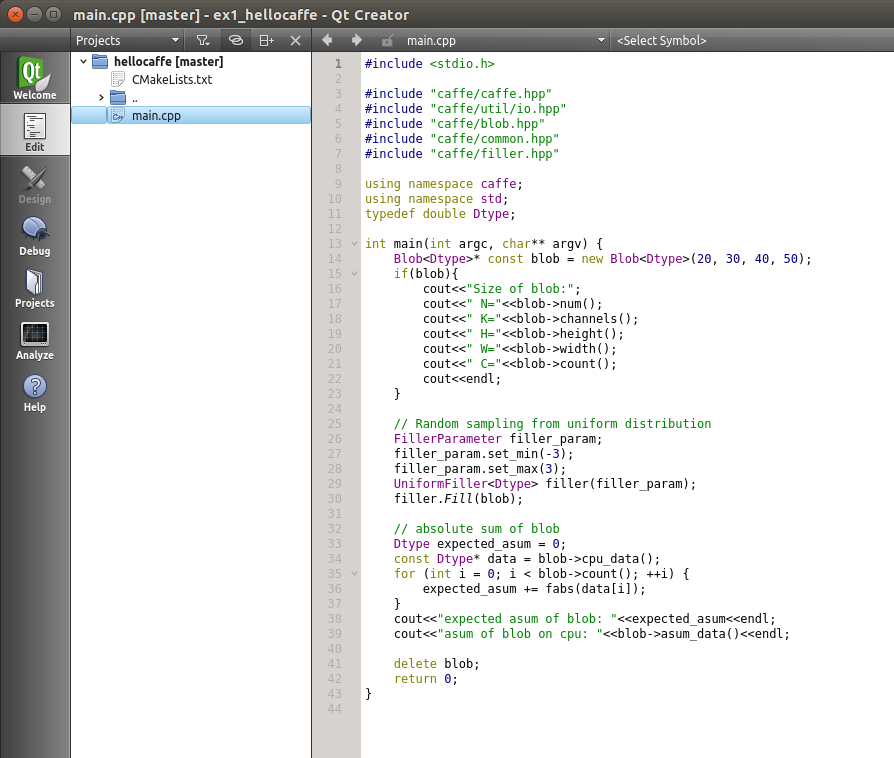 main.cpp [master] - ex1_hellocaffe - Qt Creator
Projects
main.cpp
<Select Symbol>
Qt
Welcome
Edit
Design
Debug
Projects
Analyze
Help
hellocaffe [master]
CMakeLists.txt
..
main.cpp
1 #include <stdio.h>
2
3 #include "caffe/caffe.hpp"
4 #include "caffe/util/io.hpp"
5 #include "caffe/blob.hpp"
6 #include "caffe/common.hpp"
7 #include "caffe/filler.hpp"
8
9 using namespace caffe;
10 using namespace std;
11 typedef double Dtype;
12
13 int main(int argc, char** argv) {
14     Blob<Dtype>* const blob = new Blob<Dtype>(20, 30, 40, 50);
15     if(blob){
16         cout<<"Size of blob:";
17         cout<<" N="<<blob->num();
18         cout<<" K="<<blob->channels();
19         cout<<" H="<<blob->height();
20         cout<<" W="<<blob->width();
21         cout<<" C="<<blob->count();
22         cout<<endl;
23     }
24
25     // Random sampling from uniform distribution
26     FillerParameter filler_param;
27     filler_param.set_min(-3);
28     filler_param.set_max(3);
29     UniformFiller<Dtype> filler(filler_param);
30     filler.Fill(blob);
31
32     // absolute sum of blob
33     Dtype expected_asum = 0;
34     const Dtype* data = blob->cpu_data();
35     for (int i = 0; i < blob->count(); ++i) {
36         expected_asum += fabs(data[i]);
37     }
38     cout<<"expected asum of blob: "<<expected_asum<<endl;
39     cout<<"asum of blob on cpu: "<<blob->asum_data()<<endl;
40
41     delete blob;
42     return 0;
43 }
44